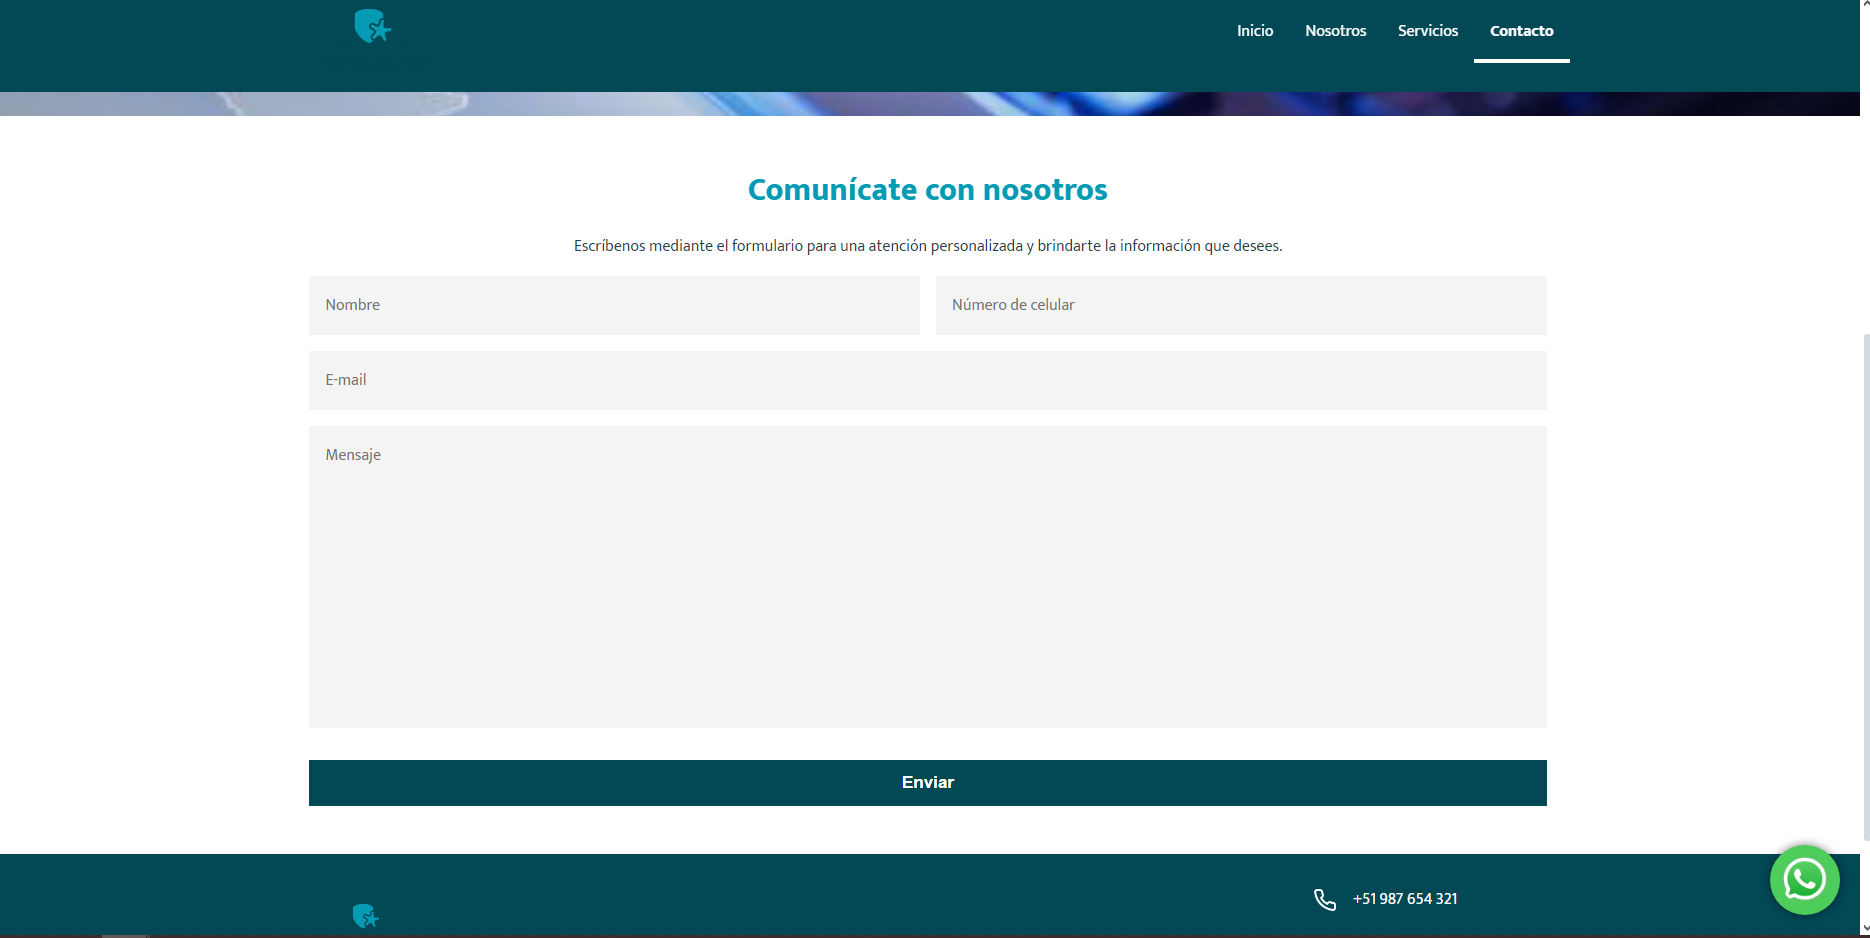 Inicio Nosotros Servicios Contacto
Comunícate con nosotros
Escríbenos mediante el formulario para una atención personalizada y brindarte la información que desees.
Nombre Número de celular
E-mail
Mensaje
Enviar
+51 987 654 321